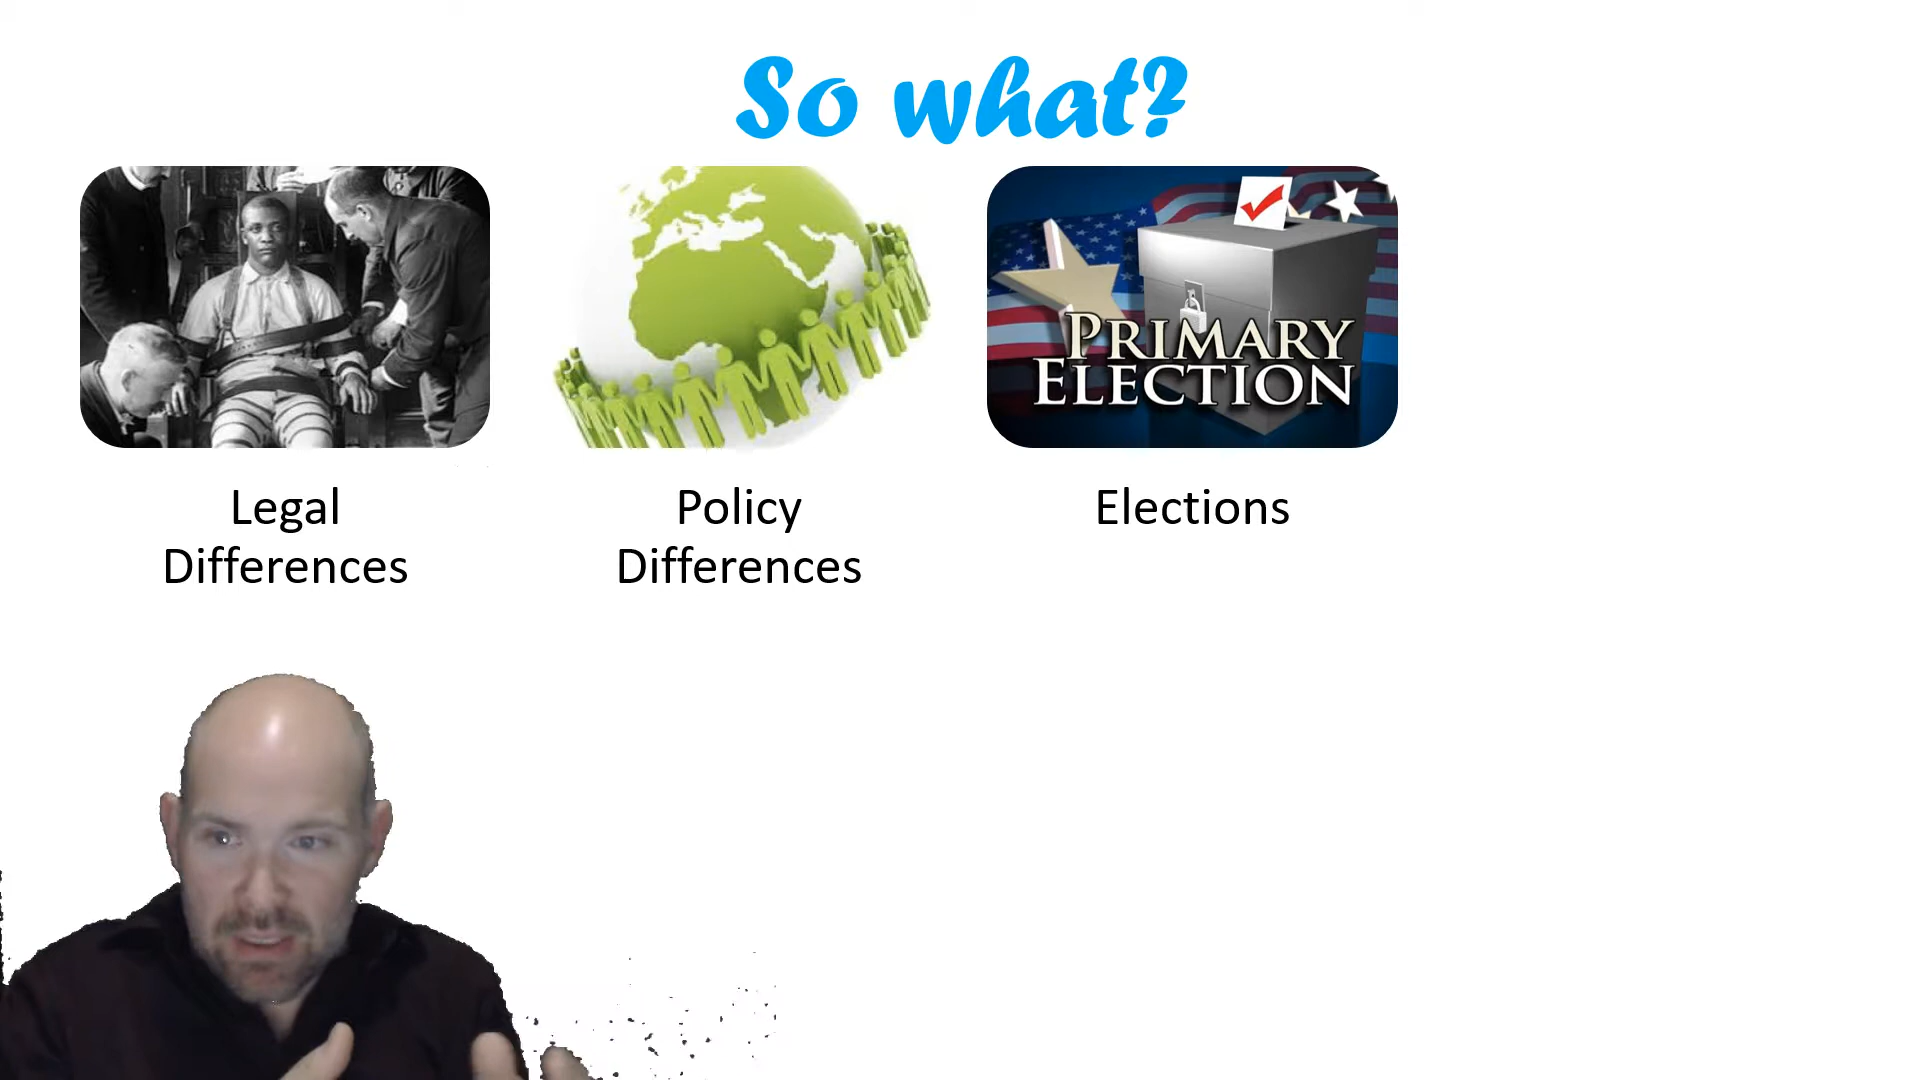 So what?
PRIMARY
ELECTION
Legal
Differences
Policy
Differences
Elections